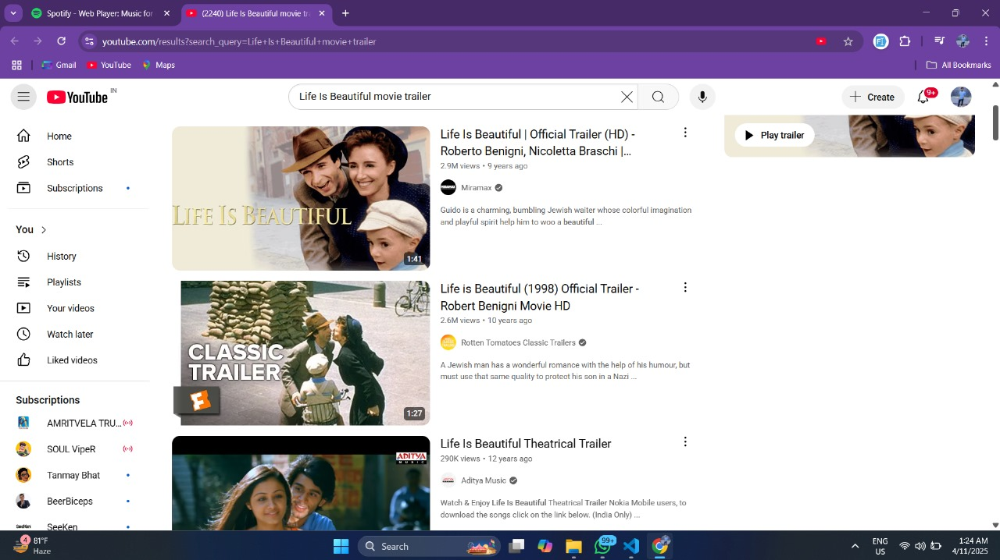 Spotify - Web Player: Music for
(2240) Life Is Beautiful movie tr
youtube.com/results?search_query=Life+Is+Beautiful+movie+trailer
Gmail
YouTube
Maps
All Bookmarks
YouTube IN
Life Is Beautiful movie trailer
Create
9+
Home
Shorts
Subscriptions
You
History
Playlists
Your videos
Watch later
Liked videos
Subscriptions
AMRITVELA TRU...
SOUL VipeR
Tanmay Bhat
BeerBiceps
SeeKen
LIFE IS BEAUTIFUL
1:41
Life Is Beautiful | Official Trailer (HD) -
Roberto Benigni, Nicoletta Braschi |...
2.9M views • 9 years ago
MIRAMAX
Miramax
Guido is a charming, bumbling Jewish waiter whose colorful imagination
and playful spirit help him to woo a beautiful ...
CLASSIC
TRAILER
1:27
Life is Beautiful (1998) Official Trailer -
Robert Benigni Movie HD
2.6M views • 10 years ago
Rotten Tomatoes Classic Trailers
A Jewish man has a wonderful romance with the help of his humour, but
must use that same quality to protect his son in a Nazi ...
ADITYA
MUSIC
Life Is Beautiful Theatrical Trailer
290K views • 12 years ago
Aditya Music
Watch & Enjoy Life Is Beautiful Theatrical Trailer Nokia Mobile users, to
download the songs click on the link below. (India Only) ...
Play trailer
4
81°F
Haze
Search
99+
ENG
US
1:24 AM
4/11/2025